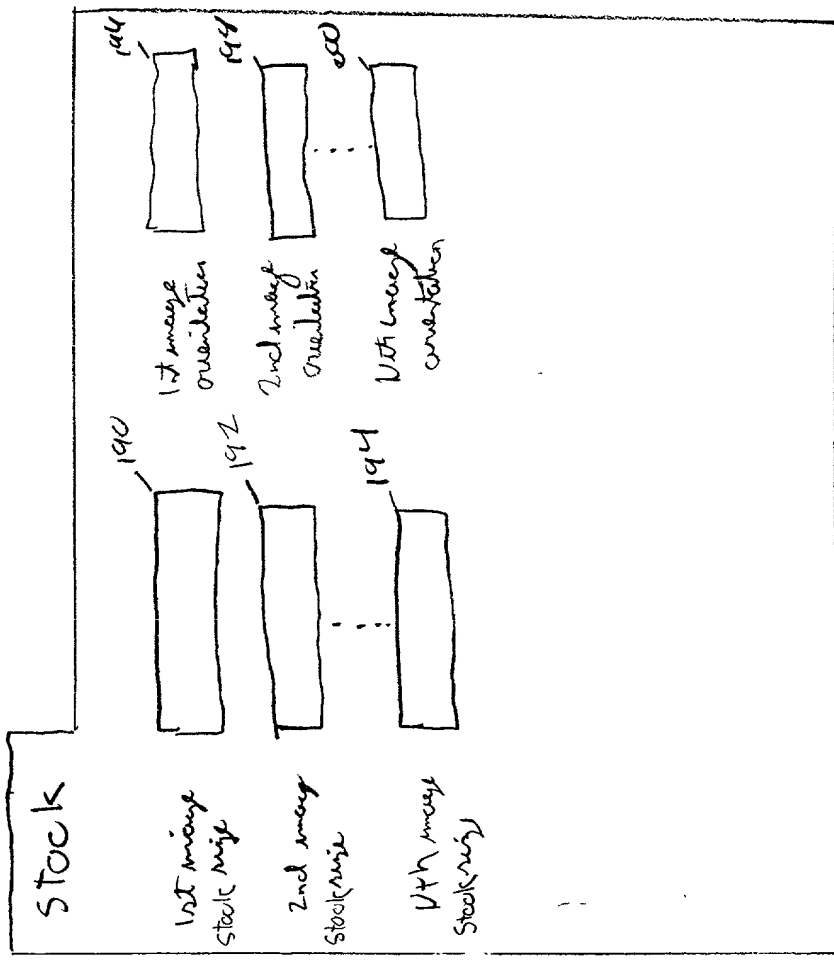 Stock
1st image
stock size
190
1st image
orientation
196
2nd image
stock size
192
2nd image
orientation
198
Nth image
stock size
194
Nth image
orientation
200